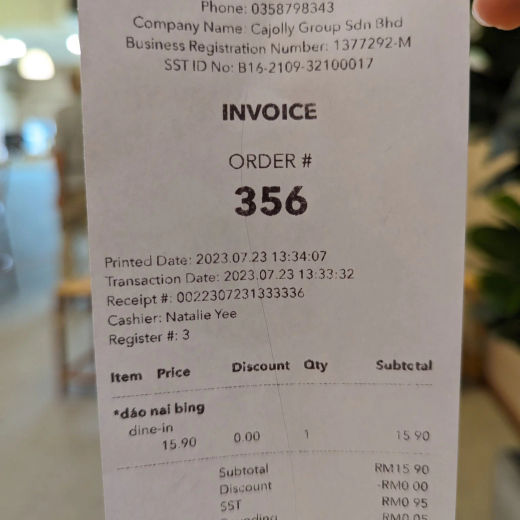 Phone: 0358798343
Company Name: Cajolly Group Sdn Bhd
Business Registration Number: 1377292-M
SST ID No: B16-2109-32100017
INVOICE
ORDER #
356
Printed Date: 2023.07.23 13:34:07
Transaction Date: 2023.07.23 13:33:32
Receipt #: 0022307231333336
Cashier: Natalie Yee
Register #: 3
Item Price Discount Qty Subtotal
*dáo nai bing
dine-in
15.90 0.00 1 15 90
Subtotal RM15 90
Discount -RM0 00
SST RM0 95
RM0 05